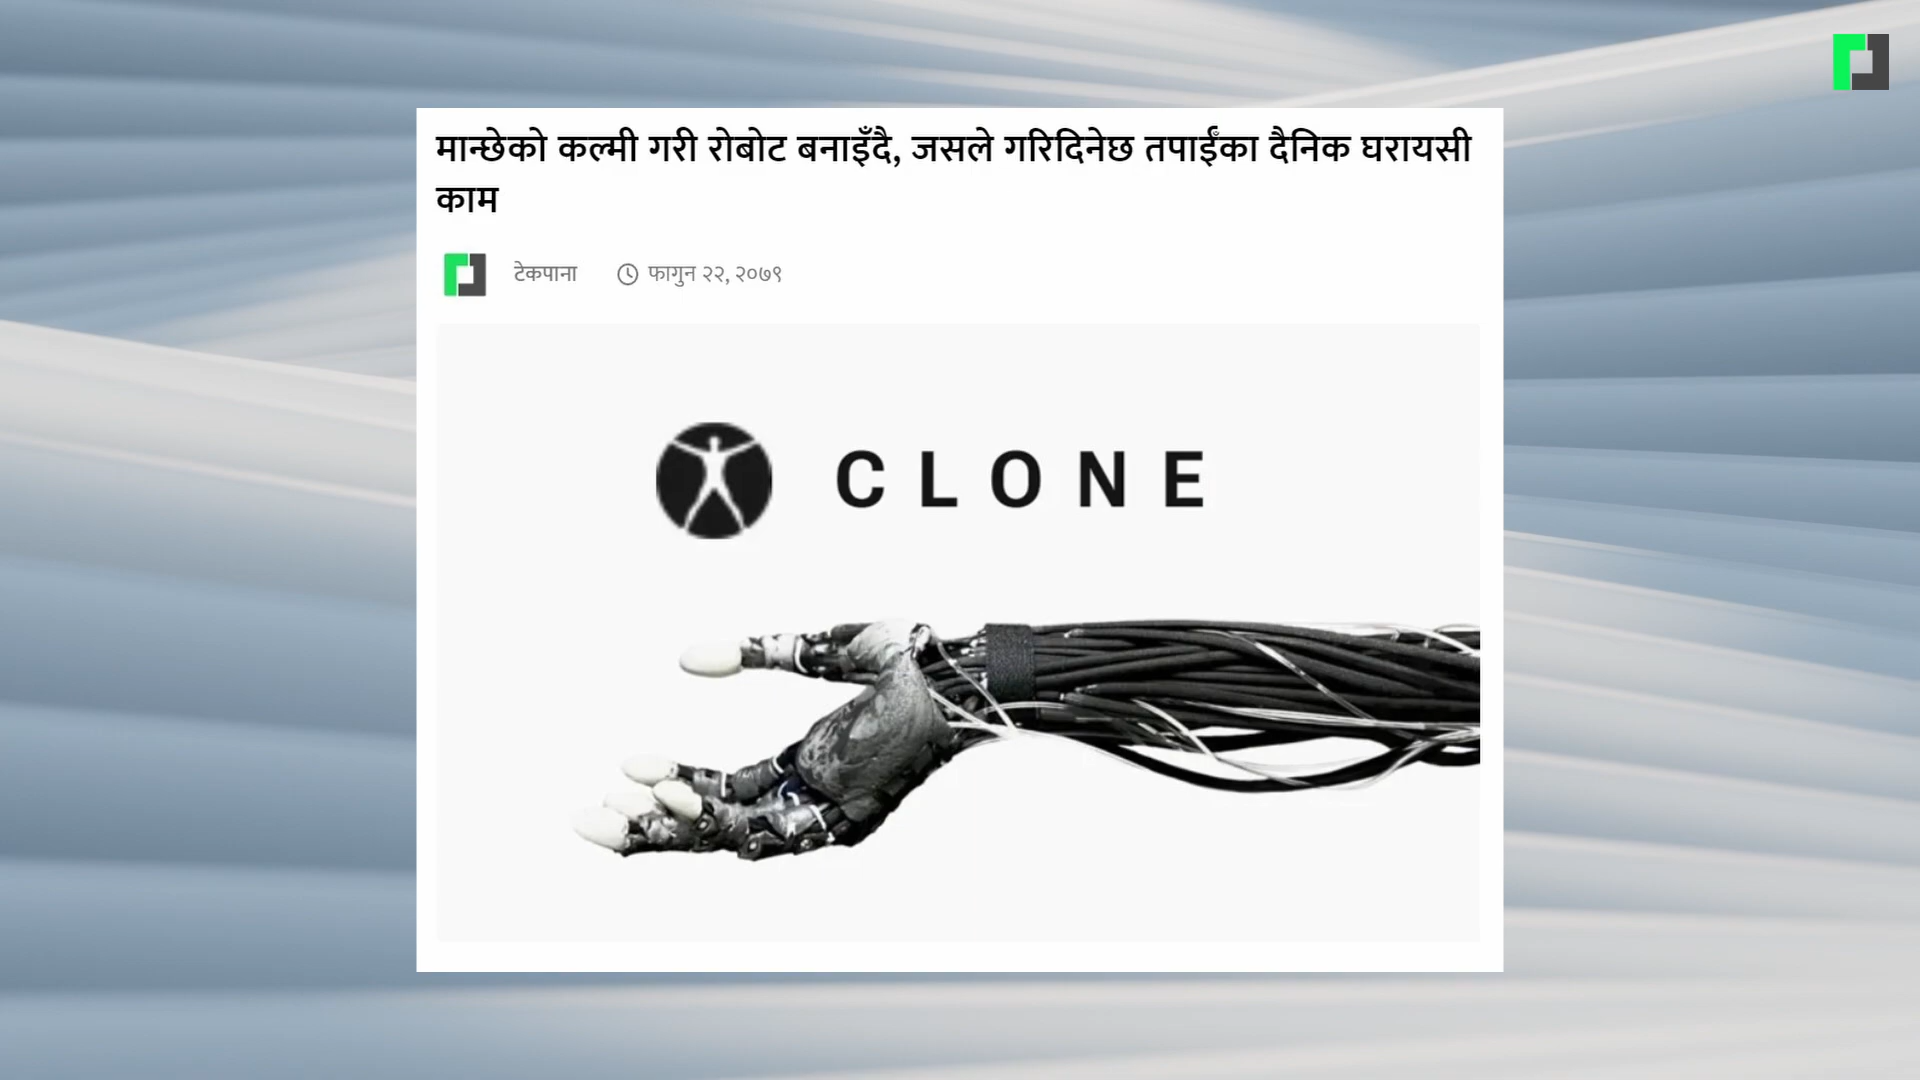 मान्छेको कल्मी गरी रोबोट बनाइँदै, जसले गरिदिनेछ तपाईंका दैनिक घरायसी
काम
टेकपाना
फागुन २२, २०७९
CLONE